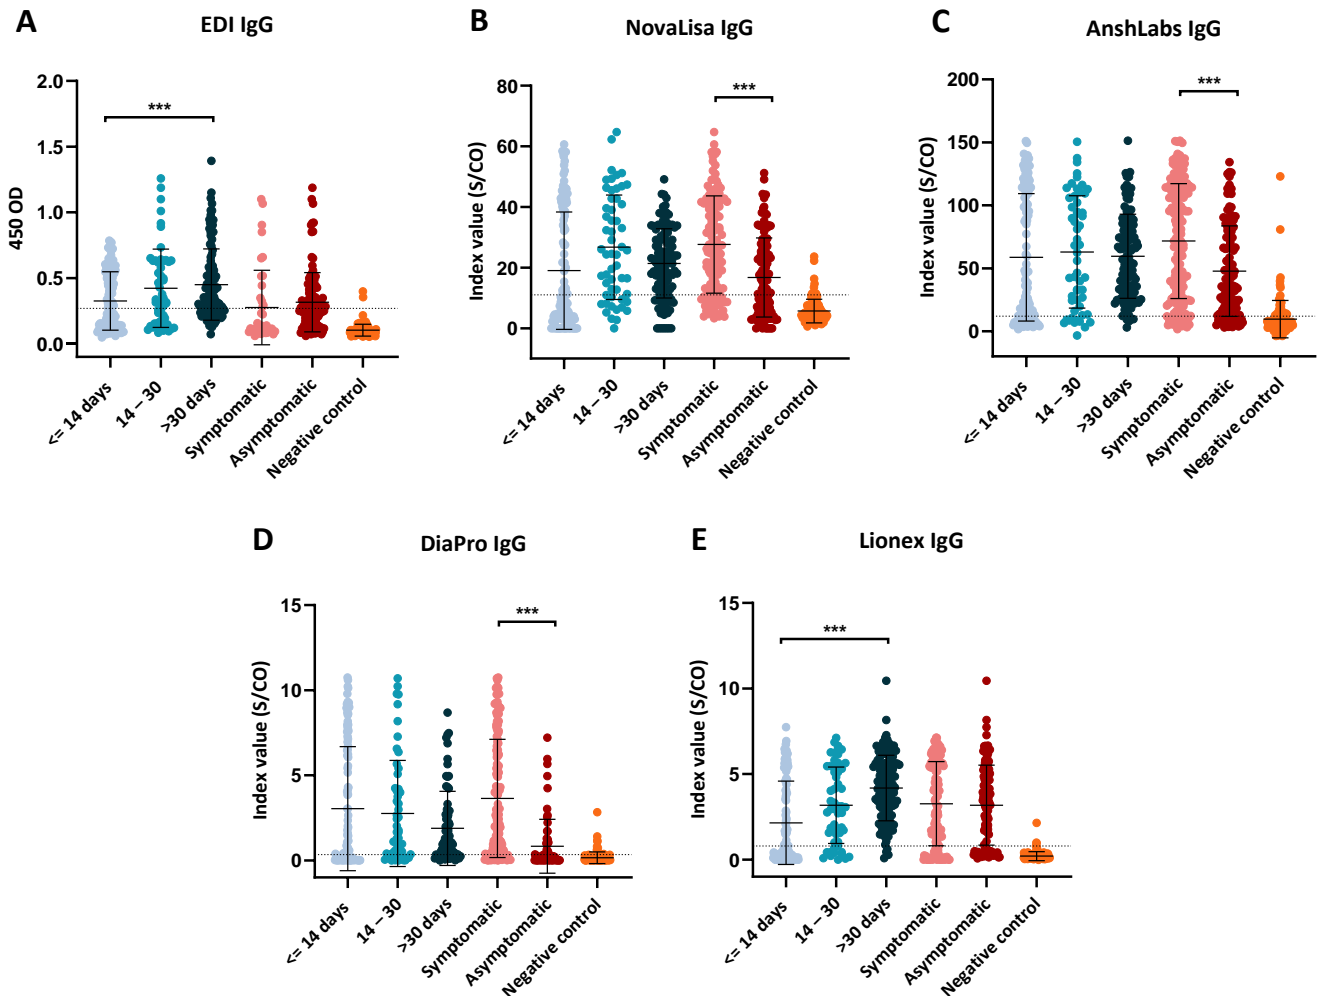 A
EDI IgG
450 OD
2.0
1.5
1.0
0.5
0.0
***
<= 14 days
14 – 30
>30 days
Symptomatic
Asymptomatic
Negative control
B
NovaLisa IgG
Index value (S/CO)
80
60
40
20
0
***
<= 14 days
14 – 30
>30 days
Symptomatic
Asymptomatic
Negative control
C
AnshLabs IgG
Index value (S/CO)
200
150
100
50
0
***
<= 14 days
14 – 30
>30 days
Symptomatic
Asymptomatic
Negative control
D
DiaPro IgG
Index value (S/CO)
15
10
5
0
***
<= 14 days
14 – 30
>30 days
Symptomatic
Asymptomatic
Negative control
E
Lionex IgG
Index value (S/CO)
15
10
5
0
***
<= 14 days
14 – 30
>30 days
Symptomatic
Asymptomatic
Negative control